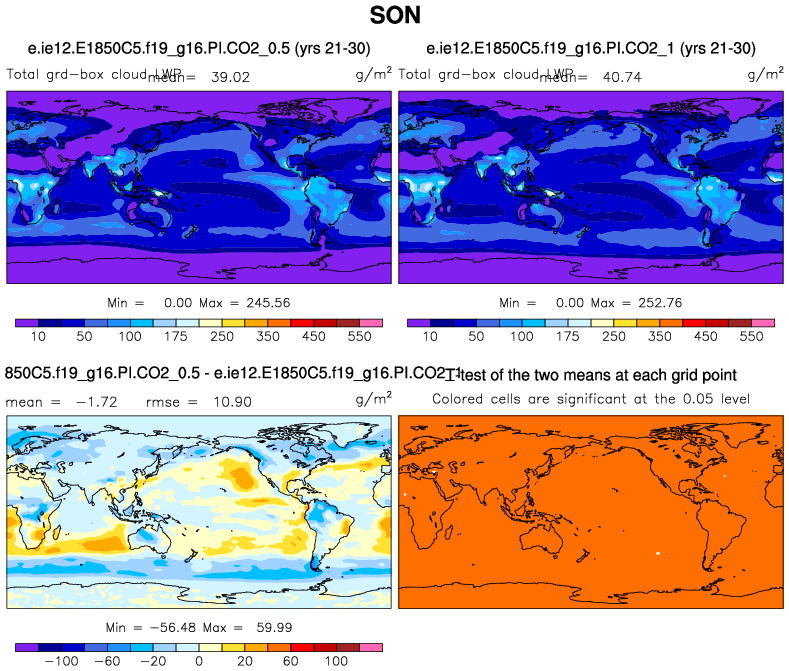 SON
e.ie12.E1850C5.f19_g16.PI.CO2_0.5 (yrs 21-30)
e.ie12.E1850C5.f19_g16.PI.CO2_1 (yrs 21-30)
Total grd-box cloud LWP mean= 39.02 g/m²
Total grd-box cloud LWP mean= 40.74 g/m²
Min = 0.00 Max = 245.56
Min = 0.00 Max = 252.76
10 50 100 175 250 350 450 550
10 50 100 175 250 350 450 550
850C5.f19_g16.PI.CO2_0.5 - e.ie12.E1850C5.f19_g16.PI.CO2_1
T-test of the two means at each grid point
mean = -1.72 rmse = 10.90 g/m²
Colored cells are significant at the 0.05 level
Min = -56.48 Max = 59.99
-100 -60 -20 0 20 60 100